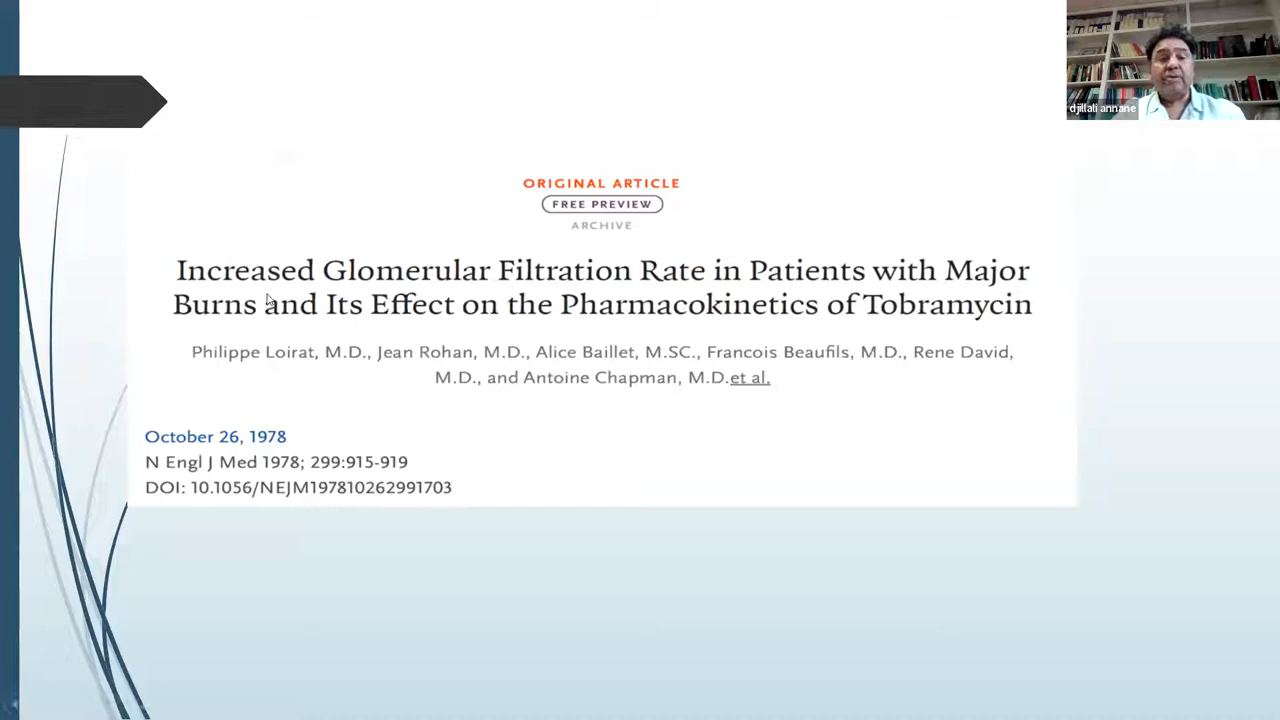 djillali annane
ORIGINAL ARTICLE
FREE PREVIEW
ARCHIVE
Increased Glomerular Filtration Rate in Patients with Major
Burns and Its Effect on the Pharmacokinetics of Tobramycin
Philippe Loirat, M.D., Jean Rohan, M.D., Alice Baillet, M.SC., Francois Beaufils, M.D., Rene David,
M.D., and Antoine Chapman, M.D.et al.
October 26, 1978
N Engl J Med 1978; 299:915-919
DOI: 10.1056/NEJM197810262991703